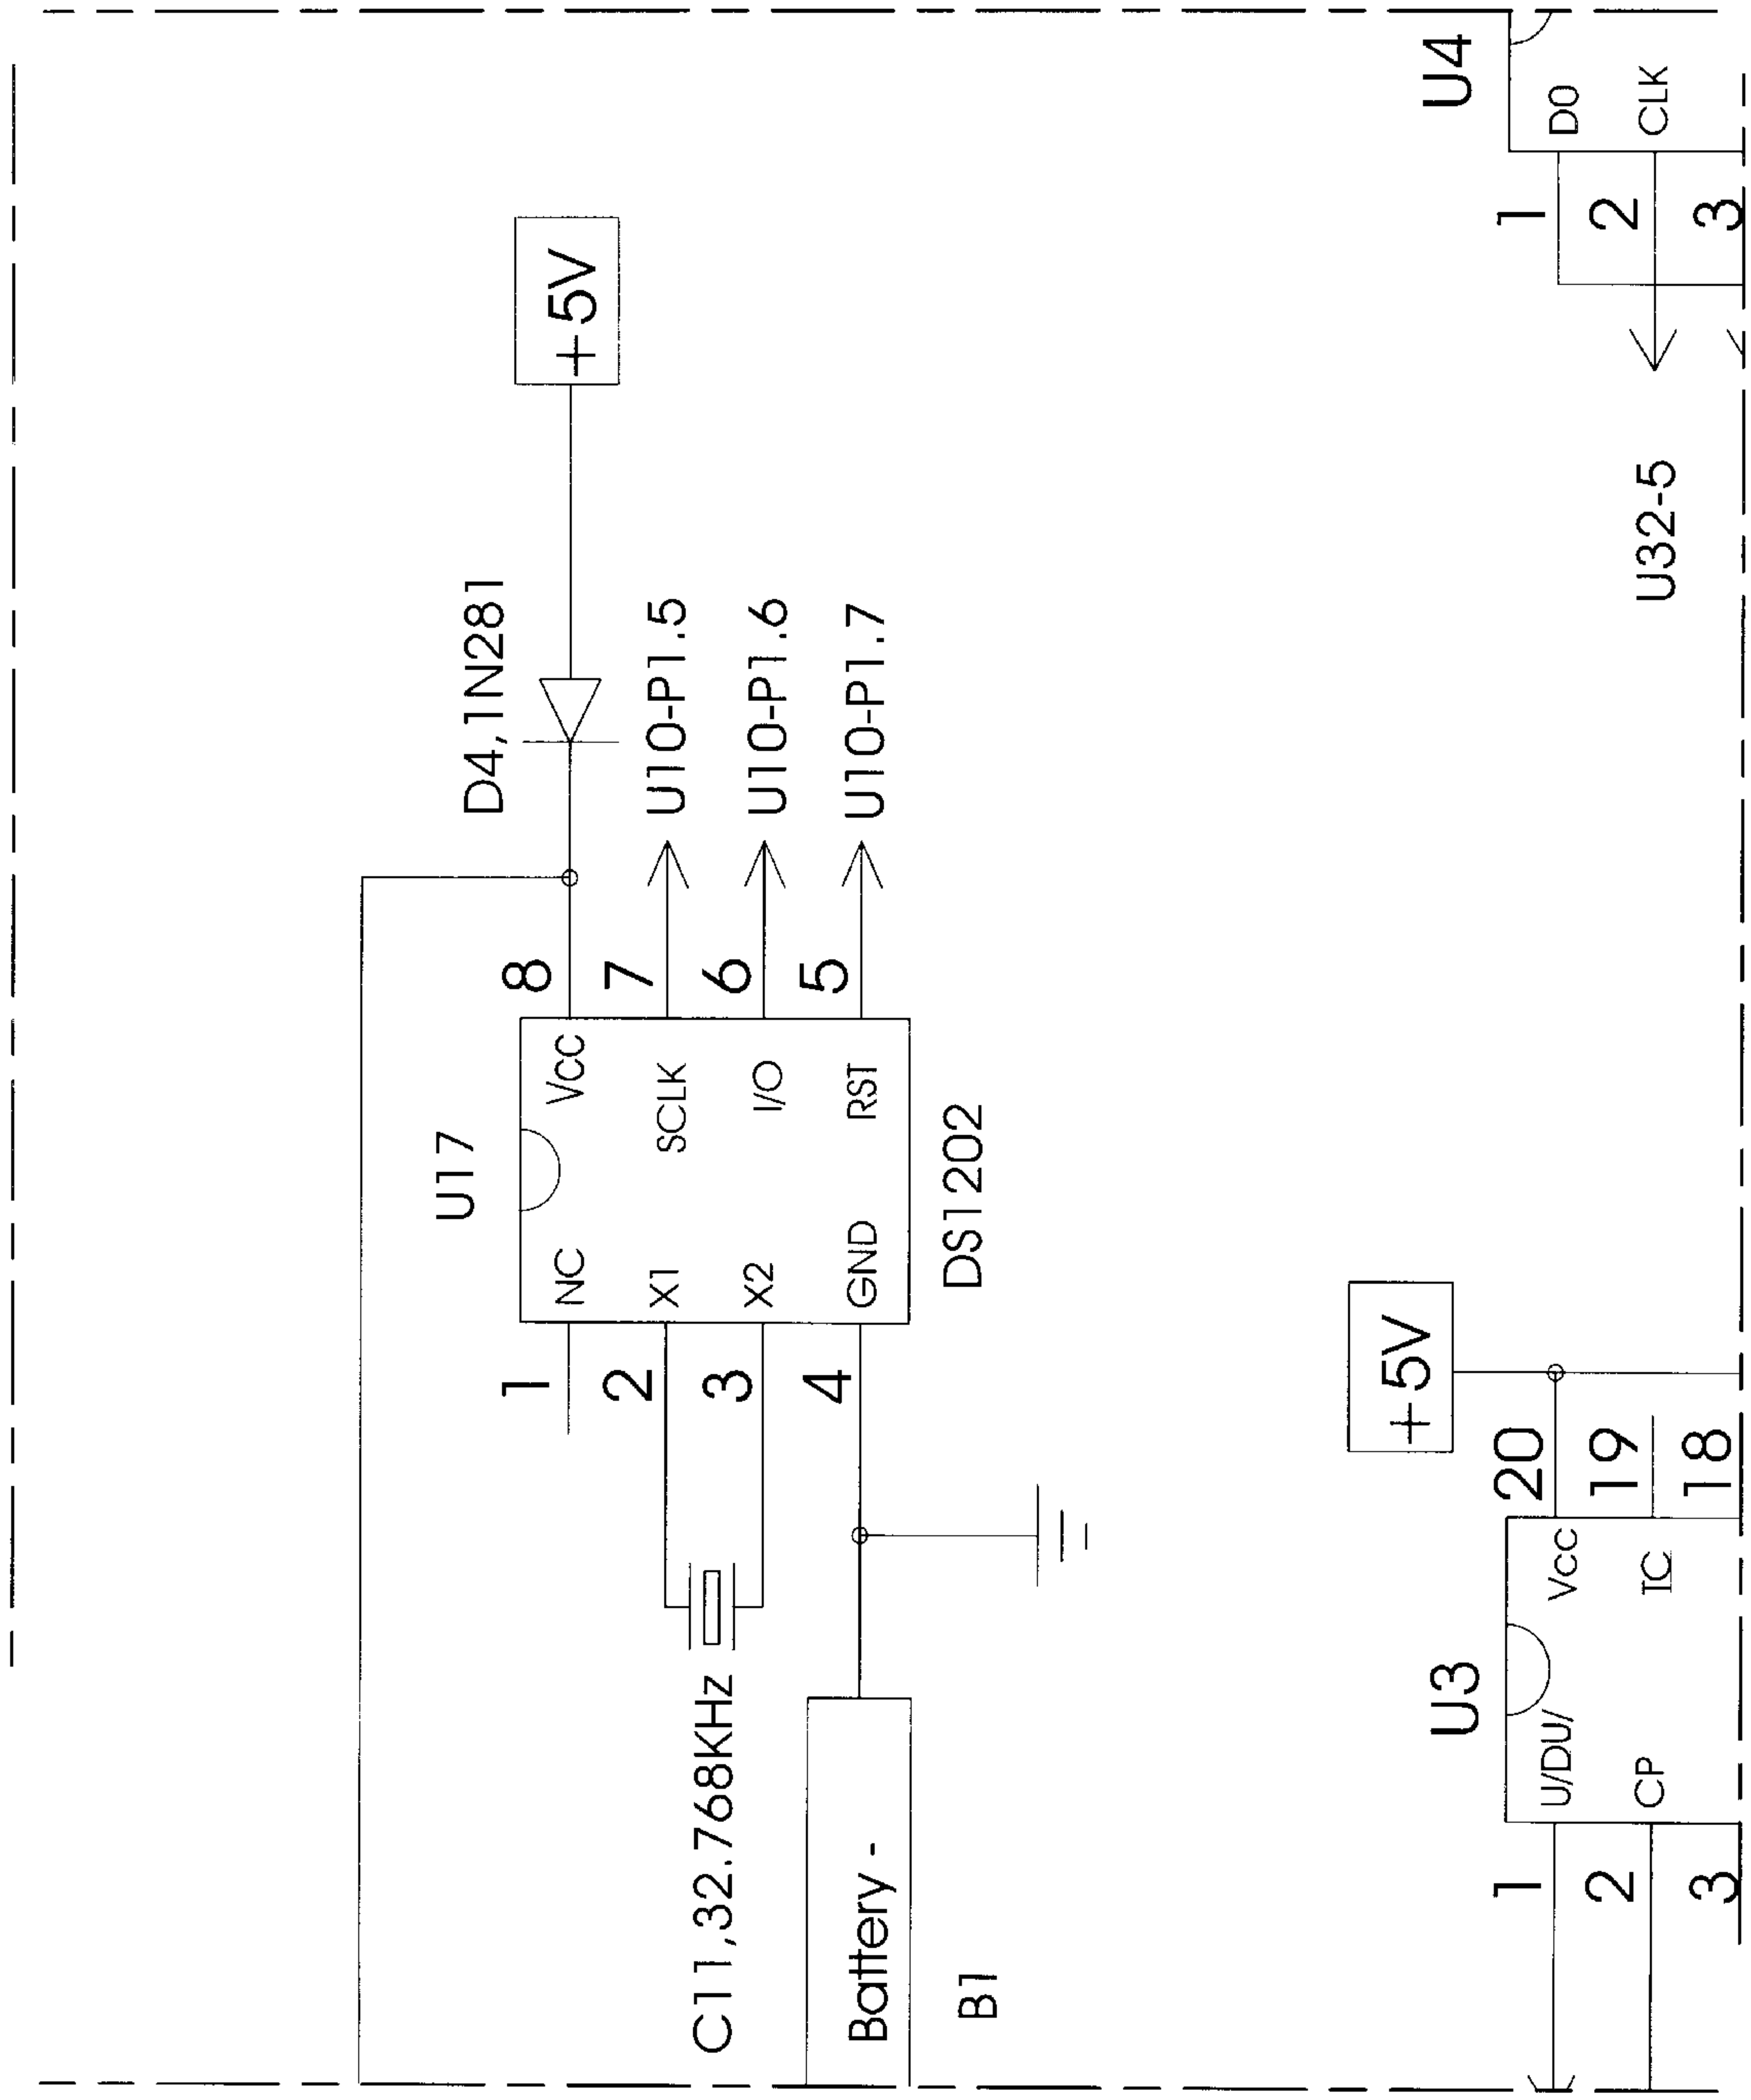 U17
1
NC
Vcc
8
D4,1N281
+5V
2
X1
SCLK
7
U10-P1.5
C11,32.768KHz
3
X2
I/O
6
U10-P1.6
Battery -
4
GND
RST
5
U10-P1.7
B1
DS1202
+5V
U3
1
U/DU/
Vcc
20
2
CP
IC
19
3
18
U4
1
D0
U32-5
2
CLK
3